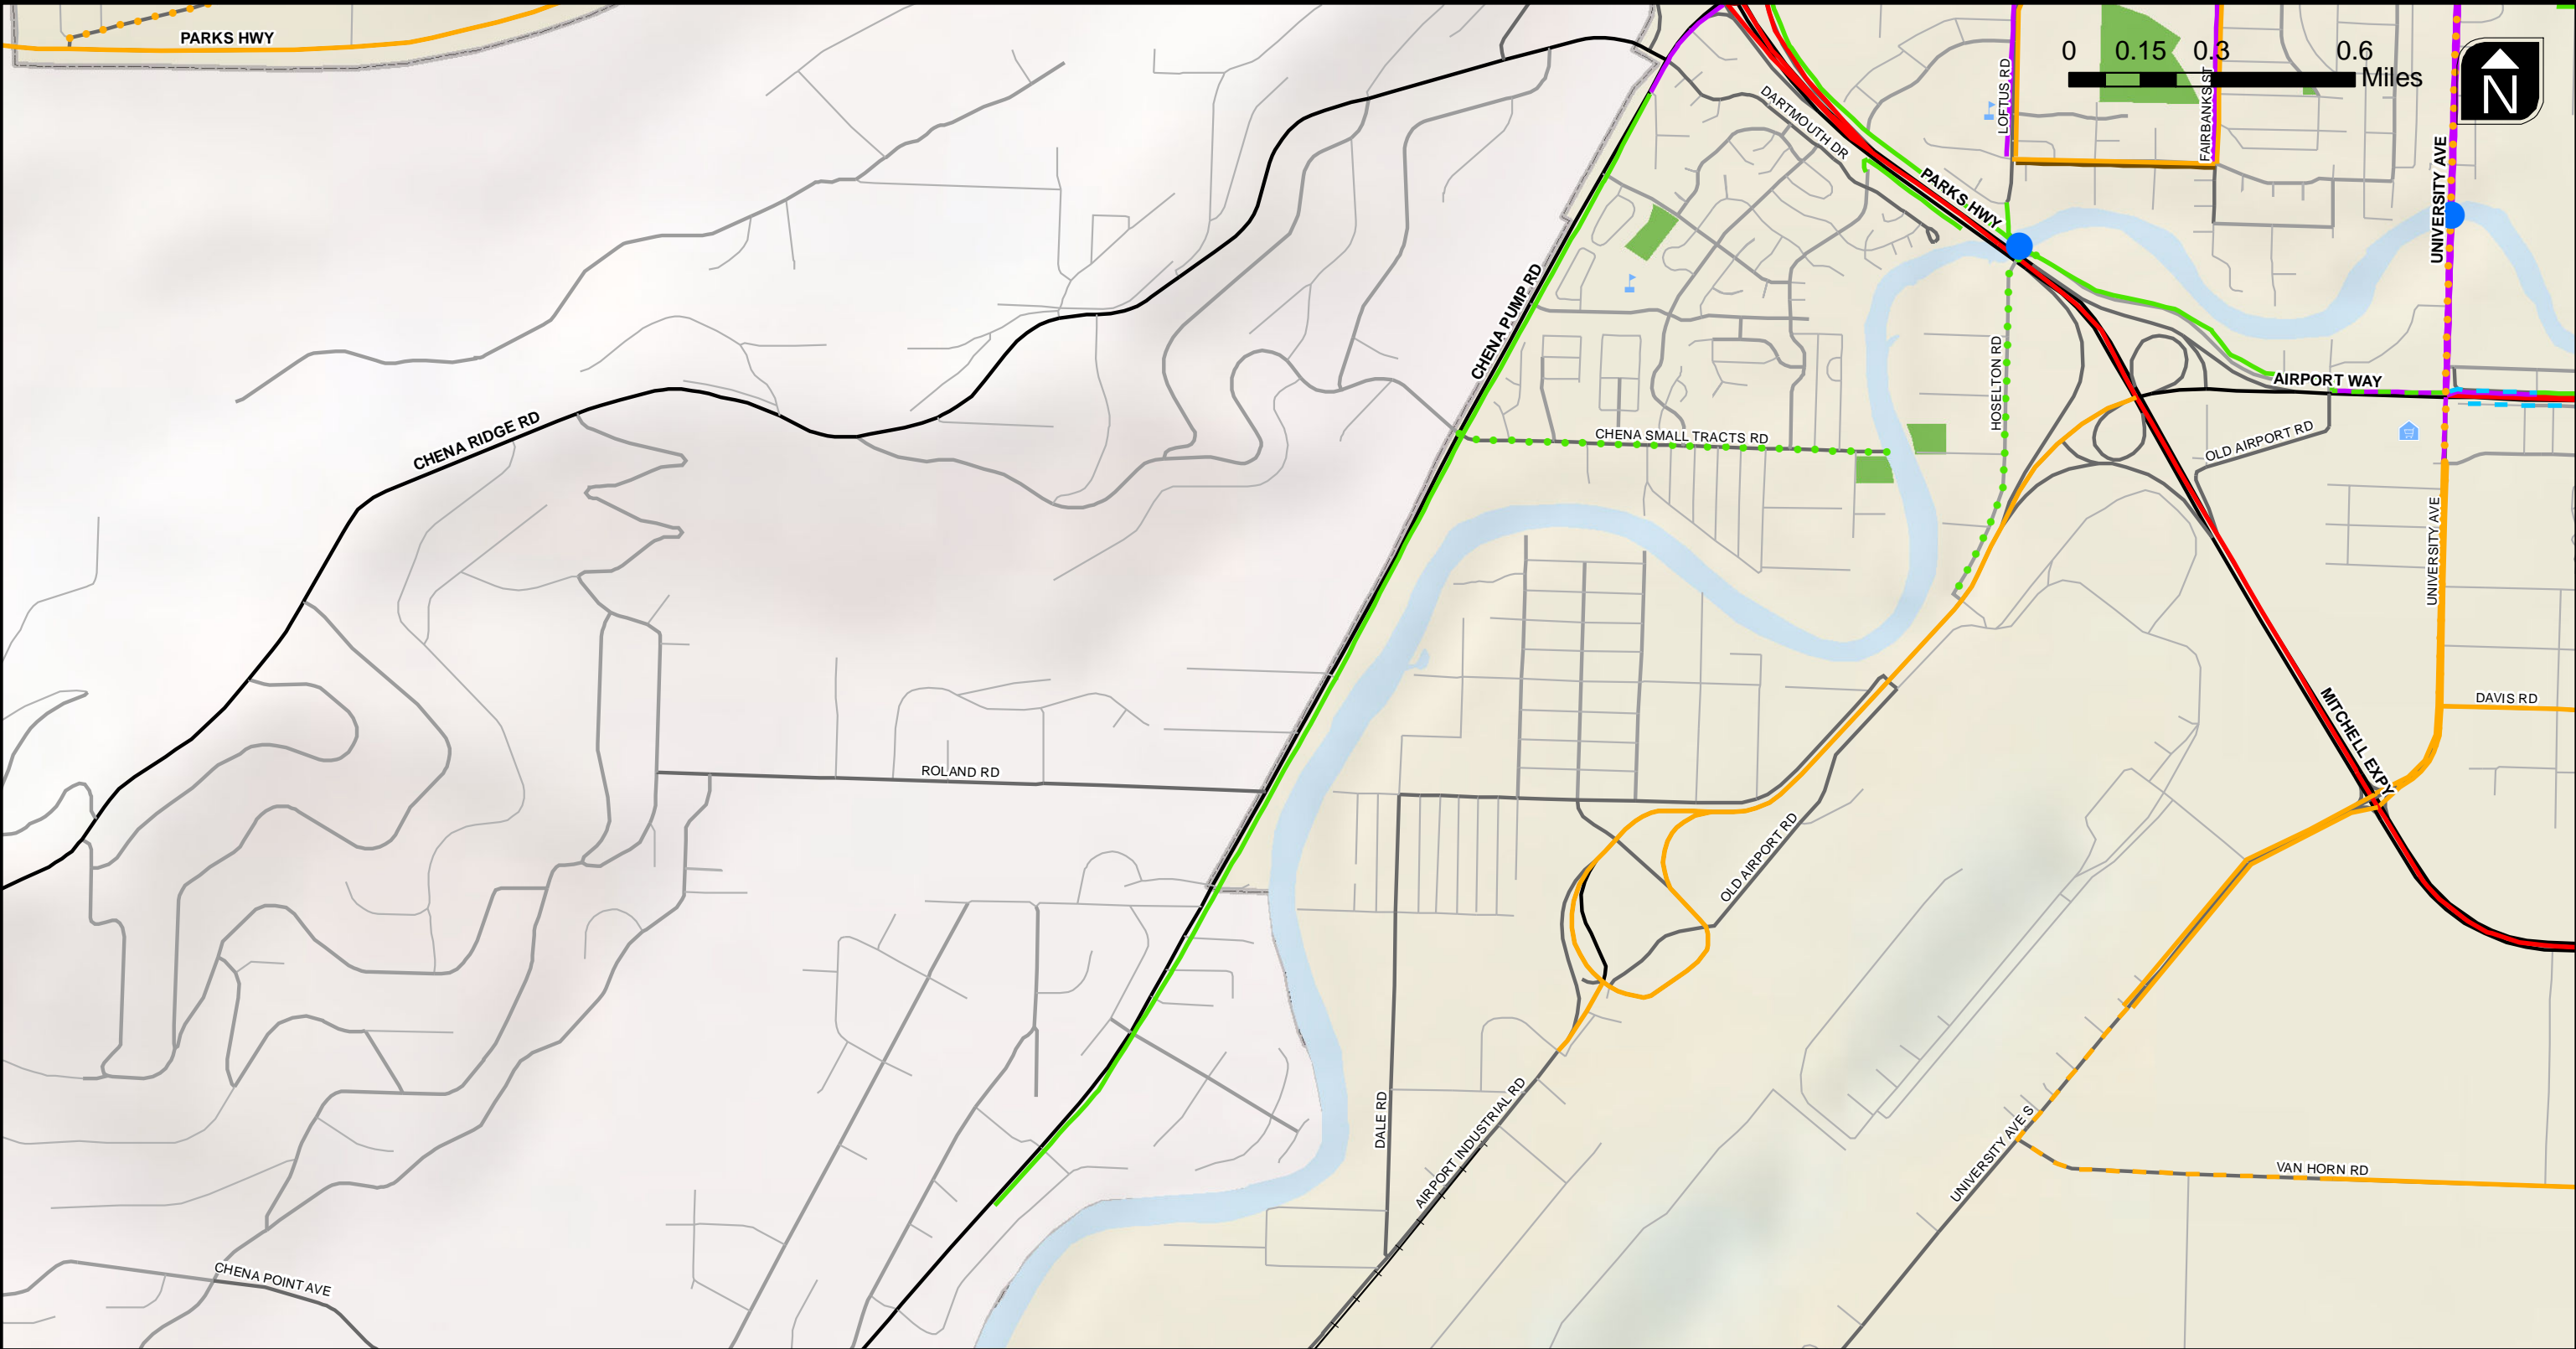 PARKS HWY
0 0.15 0.3 0.6
Miles
N
LOFTUS RD
FAIRBANKS ST
DARTMOUTH DR
PARKS HWY
UNIVERSITY AVE
CHENA PUMP RD
HOSELTON RD
AIRPORT WAY
CHENA RIDGE RD
CHENA SMALL TRACTS RD
OLD AIRPORT RD
UNIVERSITY AVE
DAVIS RD
MITCHELL EXPY
ROLAND RD
OLD AIRPORT RD
DALE RD
AIRPORT INDUSTRIAL RD
UNIVERSITY AVE S
VAN HORN RD
CHENA POINT AVE